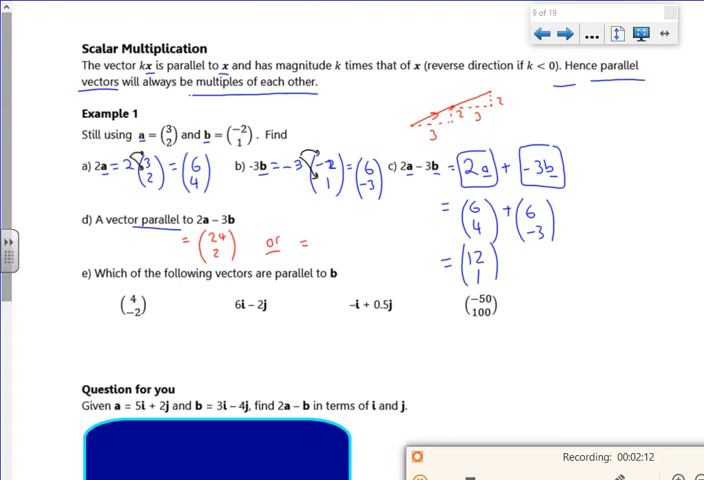 9 of 19
Scalar Multiplication
The vector kx is parallel to x and has magnitude k times that of x (reverse direction if k < 0). Hence parallel
vectors will always be multiples of each other.
Example 1
Still using a = (3 2) and b = (-2 1). Find
3 2 3 2
a) 2a = 2(3 2) = (6 4) b) -3b = -3(-2 1) = (6 -3) c) 2a – 3b = 2a + -3b
= (6 4) + (6 -3)
= (12 1)
d) A vector parallel to 2a – 3b
= (24 2) or =
e) Which of the following vectors are parallel to b
(4 -2) 6i – 2j –i + 0.5j (-50 100)
Question for you
Given a = 5i + 2j and b = 3i – 4j, find 2a – b in terms of i and j.
Recording: 00:02:12